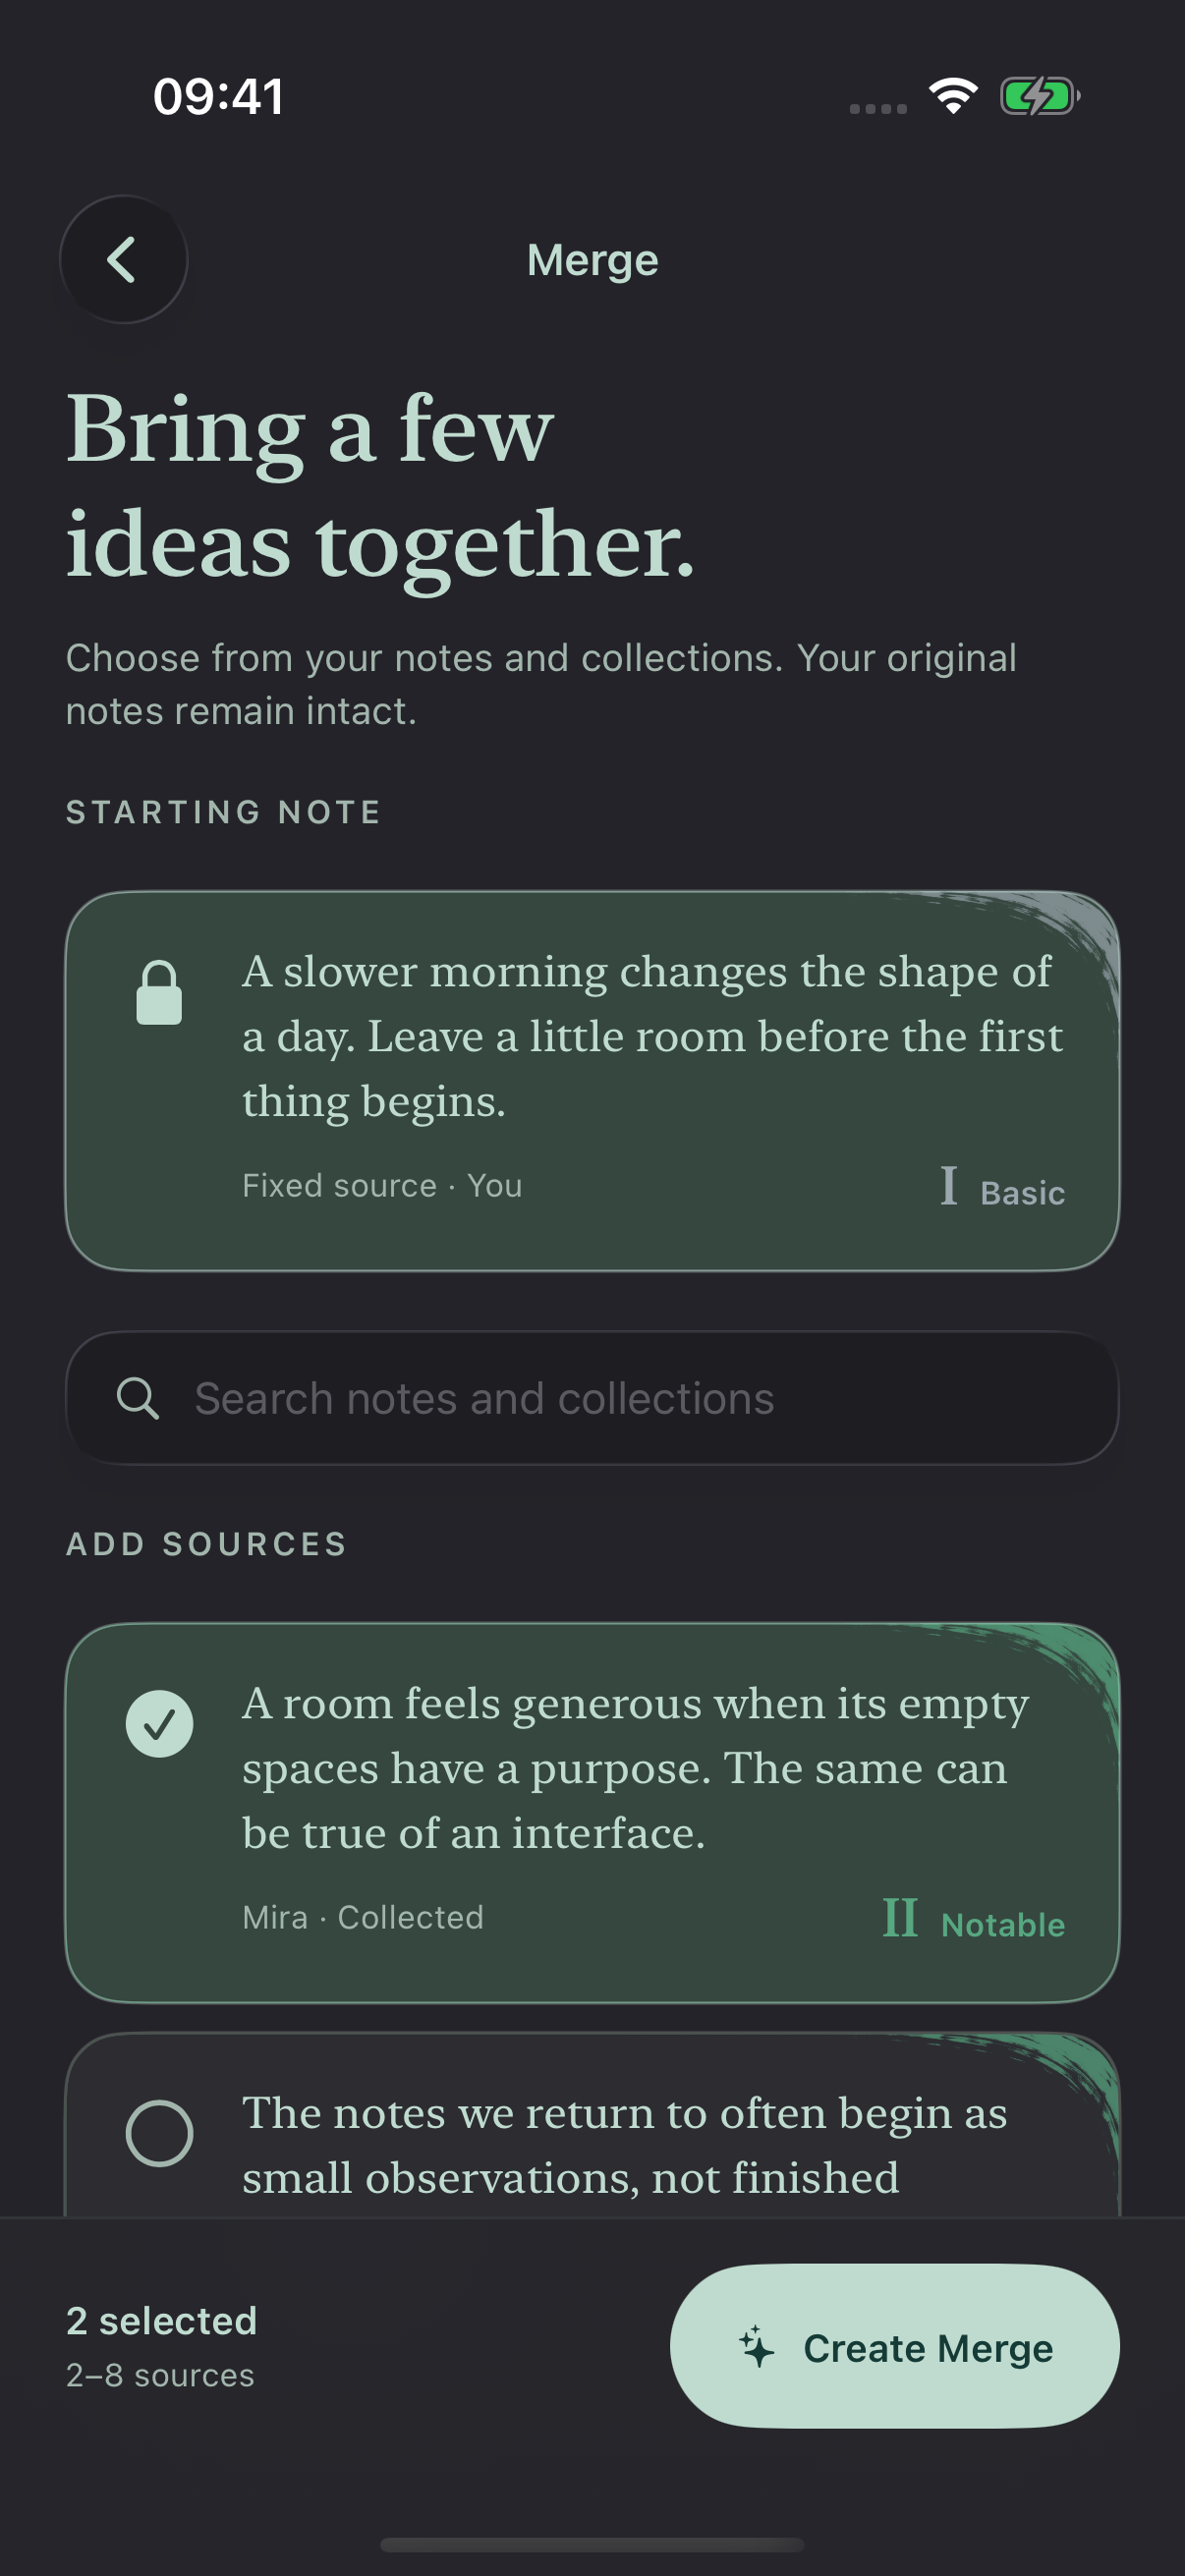 09:41
Merge
Bring a few
ideas together.
Choose from your notes and collections. Your original
notes remain intact.
STARTING NOTE
A slower morning changes the shape of
a day. Leave a little room before the first
thing begins.
Fixed source · You
I Basic
Search notes and collections
ADD SOURCES
A room feels generous when its empty
spaces have a purpose. The same can
be true of an interface.
Mira · Collected
II Notable
The notes we return to often begin as
small observations, not finished
2 selected
2–8 sources
Create Merge